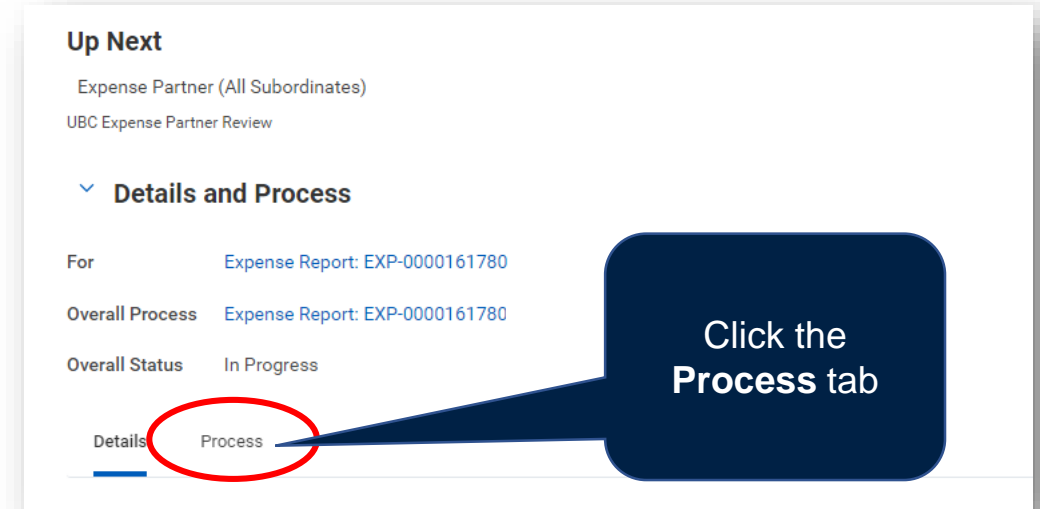 Up Next
Expense Partner (All Subordinates)
UBC Expense Partner Review
Details and Process
For Expense Report: EXP-0000161780
Overall Process Expense Report: EXP-0000161780
Overall Status In Progress
Click the
Process tab
Details Process